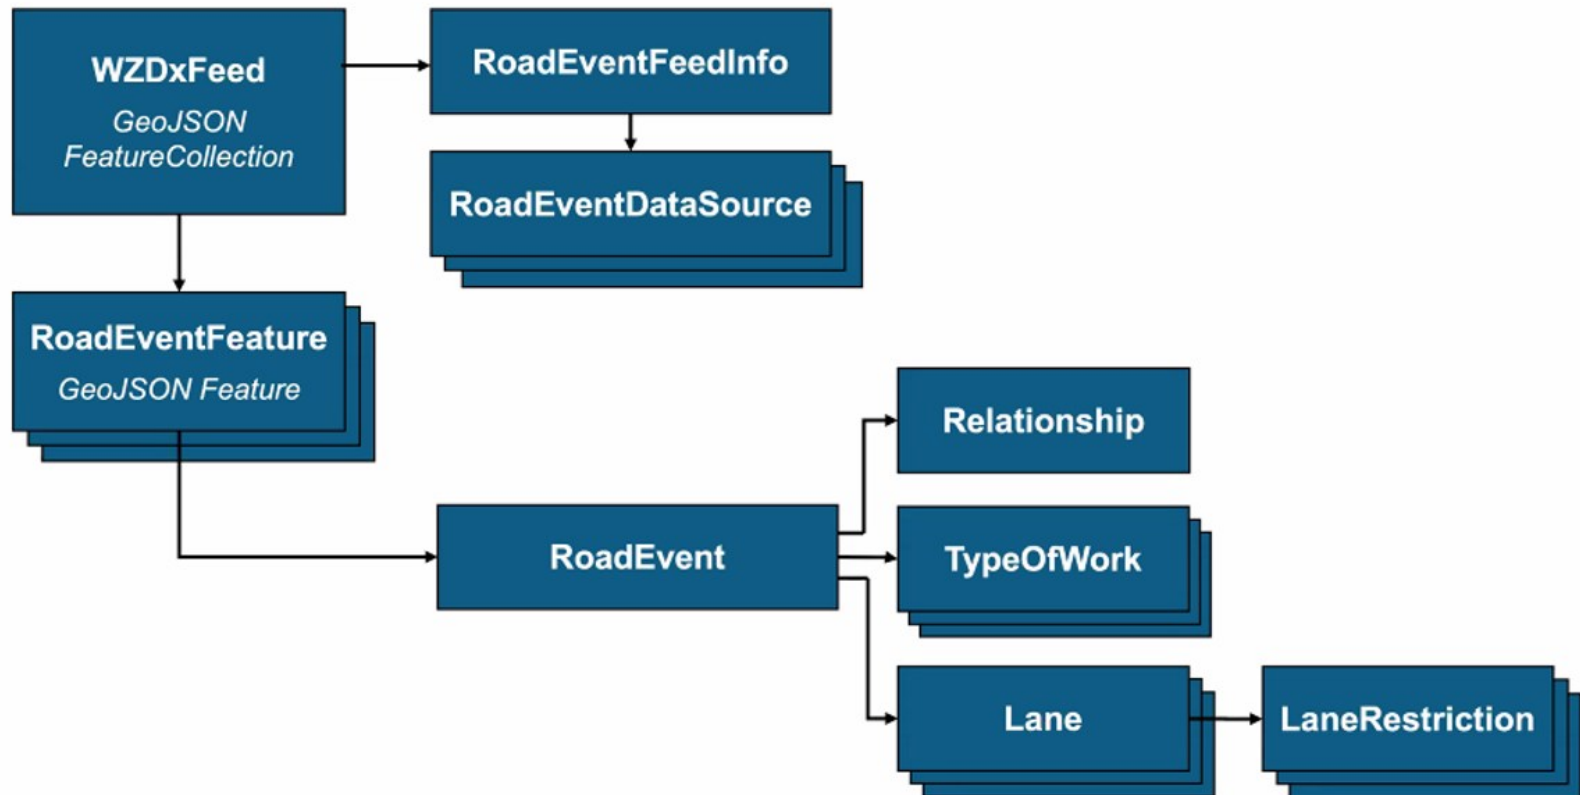 WZDxFeed
GeoJSON
FeatureCollection
RoadEventFeedInfo
RoadEventDataSource
RoadEventFeature
GeoJSON Feature
Relationship
RoadEvent
TypeOfWork
Lane
LaneRestriction